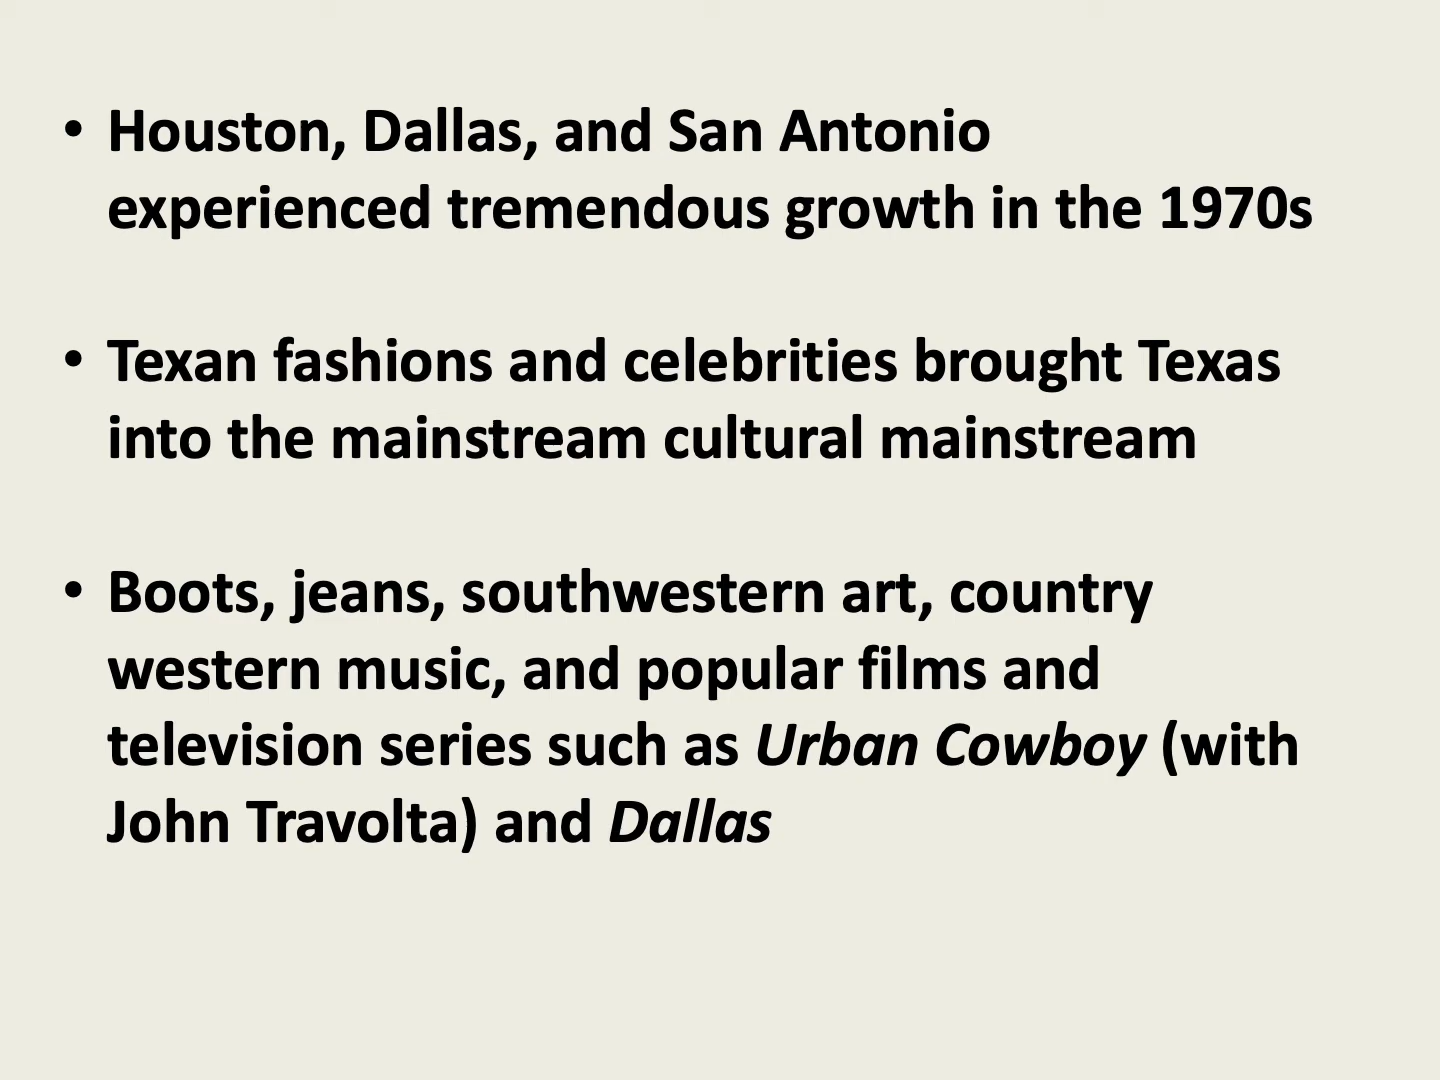 • Houston, Dallas, and San Antonio
experienced tremendous growth in the 1970s
• Texan fashions and celebrities brought Texas
into the mainstream cultural mainstream
• Boots, jeans, southwestern art, country
western music, and popular films and
television series such as Urban Cowboy (with
John Travolta) and Dallas